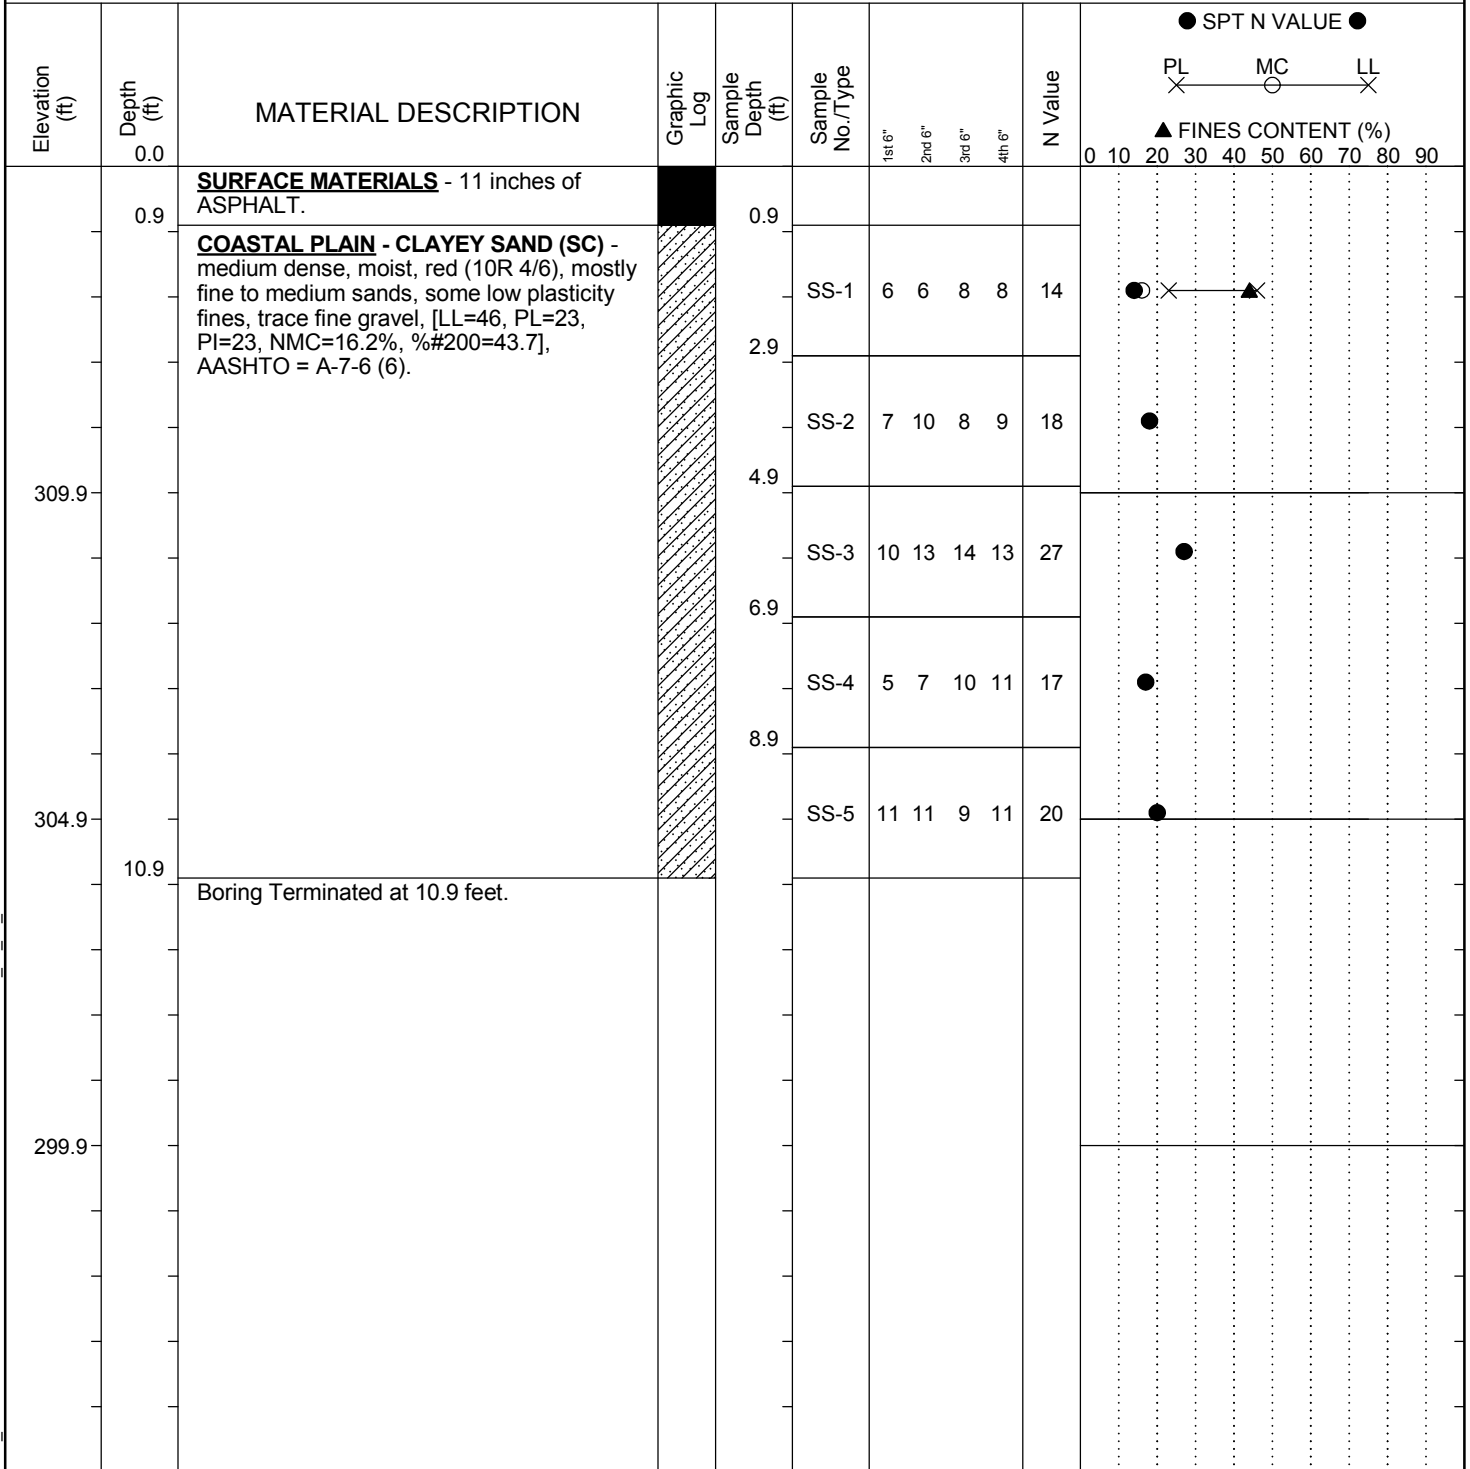 ● SPT N VALUE ●
PL MC LL
▲ FINES CONTENT (%)
0 10 20 30 40 50 60 70 80 90
Elevation
(ft)
Depth
(ft)
0.0
MATERIAL DESCRIPTION
Graphic
Log
Sample
Depth
(ft)
Sample
No./Type
1st 6"
2nd 6"
3rd 6"
4th 6"
N Value
SURFACE MATERIALS - 11 inches of
ASPHALT.
0.9 0.9
COASTAL PLAIN - CLAYEY SAND (SC) -
medium dense, moist, red (10R 4/6), mostly
fine to medium sands, some low plasticity
fines, trace fine gravel, [LL=46, PL=23,
PI=23, NMC=16.2%, %#200=43.7],
AASHTO = A-7-6 (6).
SS-1 6 6 8 8 14
2.9
SS-2 7 10 8 9 18
4.9
309.9
SS-3 10 13 14 13 27
6.9
SS-4 5 7 10 11 17
8.9
304.9
SS-5 11 11 9 11 20
10.9
Boring Terminated at 10.9 feet.
299.9